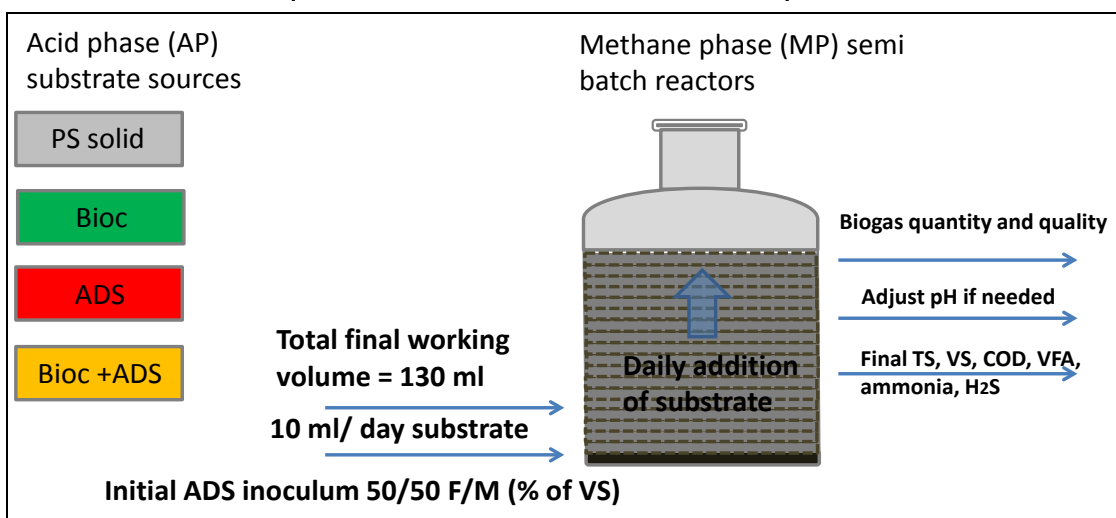 Acid phase (AP)
substrate sources
PS solid
Bioc
ADS
Bioc +ADS
Methane phase (MP) semi
batch reactors
Total final working
volume = 130 ml
10 ml/ day substrate
Initial ADS inoculum 50/50 F/M (% of VS)
Daily addition
of substrate
Biogas quantity and quality
Adjust pH if needed
Final TS, VS, COD, VFA,
ammonia, H2S